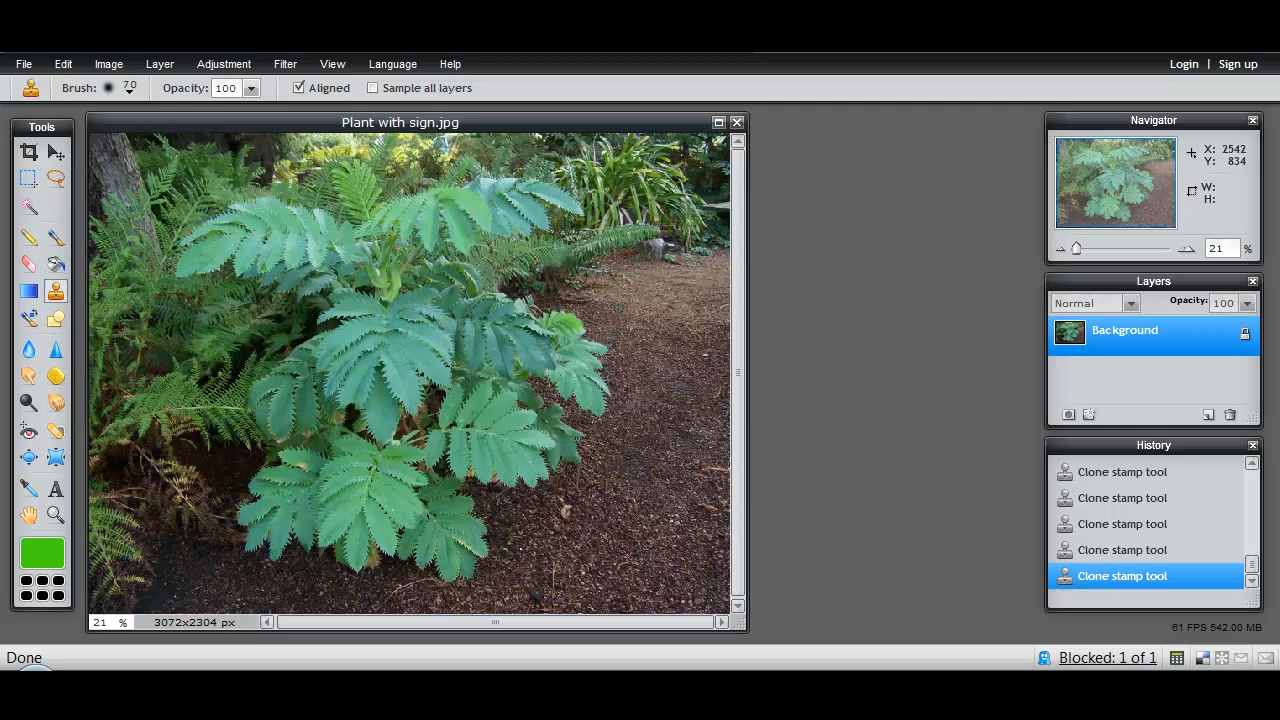 File Edit Image Layer Adjustment Filter View Language Help Login | Sign up
Brush: 70 Opacity: 100 Aligned Sample all layers
Tools
Plant with sign.jpg
Navigator
X: 2542
Y: 834
W:
H:
21 %
Layers
Normal Opacity: 100
Background
History
Clone stamp tool
Clone stamp tool
Clone stamp tool
Clone stamp tool
Clone stamp tool
21 % 3072x2304 px
61 FPS 542.00 MB
Done Blocked: 1 of 1